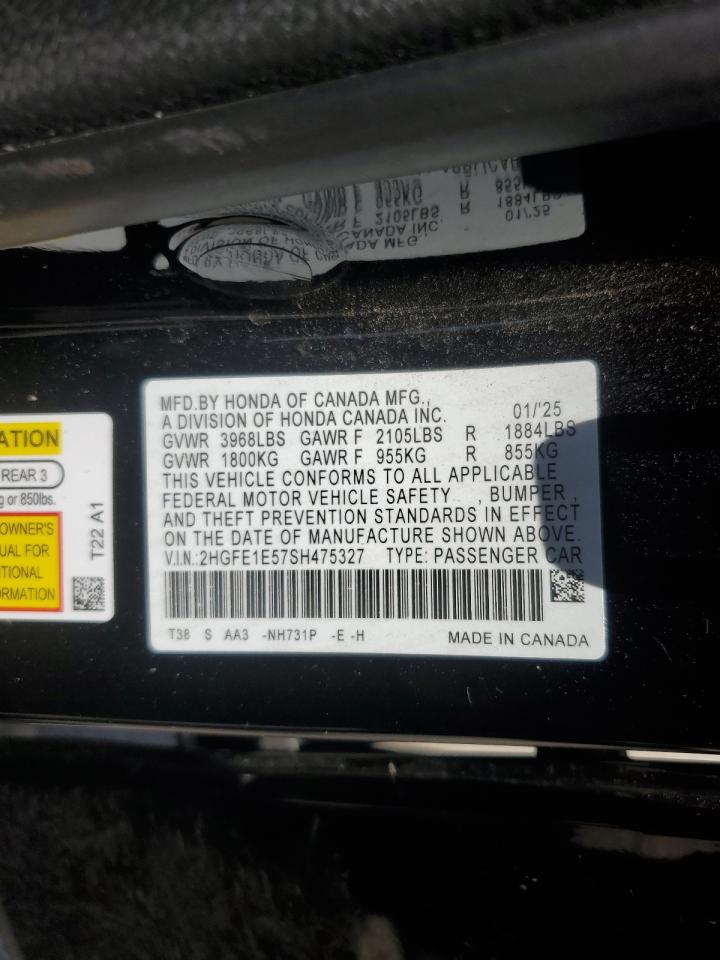 MFD.BY HONDA OF CANADA MFG.,
A DIVISION OF HONDA CANADA INC. 01/'25
GVWR 3968LBS GAWR F 2105LBS R 1884LBS
GVWR 1800KG GAWR F 955KG R 855KG
THIS VEHICLE CONFORMS TO ALL APPLICABLE
FEDERAL MOTOR VEHICLE SAFETY , BUMPER ,
AND THEFT PREVENTION STANDARDS IN EFFECT
ON THE DATE OF MANUFACTURE SHOWN ABOVE.
V.I.N.:2HGFE1E57SH475327 TYPE: PASSENGER CAR
T38 S AA3 -NH731P -E -H MADE IN CANADA
ATION
REAR 3
g or 850lbs.
OWNER'S
UAL FOR
ITIONAL
ORMATION
T22 A1